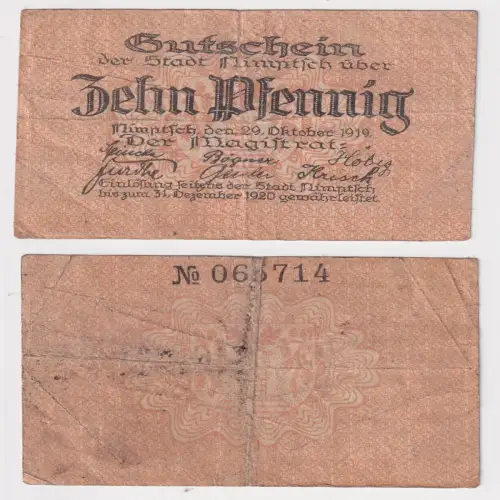 Gutschein
der Stadt Nimptsch über
Zehn Pfennig
Nimptsch, den 29. Oktober 1919.
Der Magistrat:
Bögner
Einlösung seitens der Stadt Nimptsch
bis zum 31. Dezember 1920 gewährleistet.
№ 065714